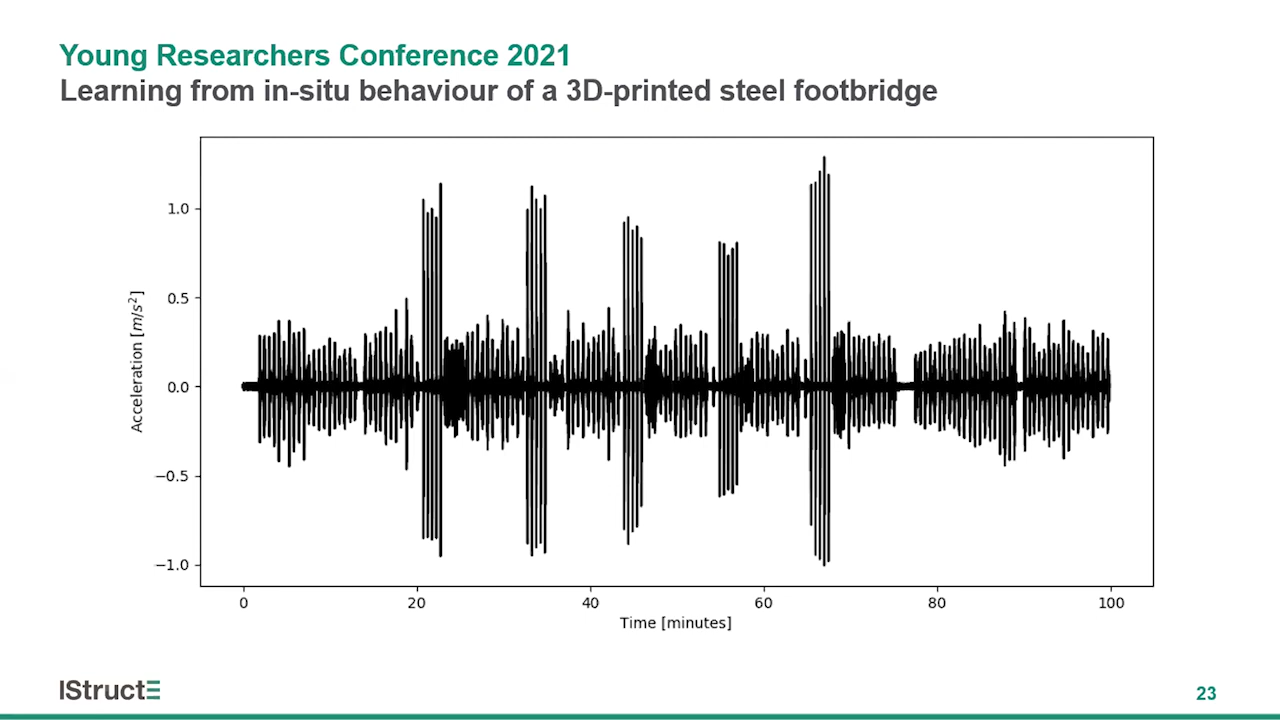 Young Researchers Conference 2021
Learning from in-situ behaviour of a 3D-printed steel footbridge
1.0
0.5
0.0
−0.5
−1.0
Acceleration [m/s²]
0 20 40 60 80 100
Time [minutes]
IStructE
23